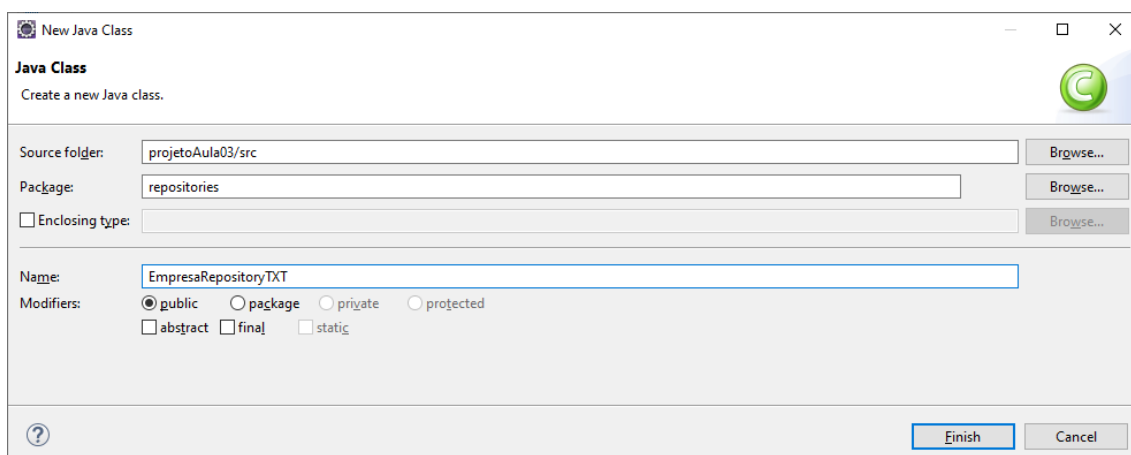 New Java Class
Java Class
Create a new Java class.
C
Source folder: projetoAula03/src Browse...
Package: repositories Browse...
Enclosing type: Browse...
Name: EmpresaRepositoryTXT
Modifiers: public package private protected
abstract final static
? Finish Cancel